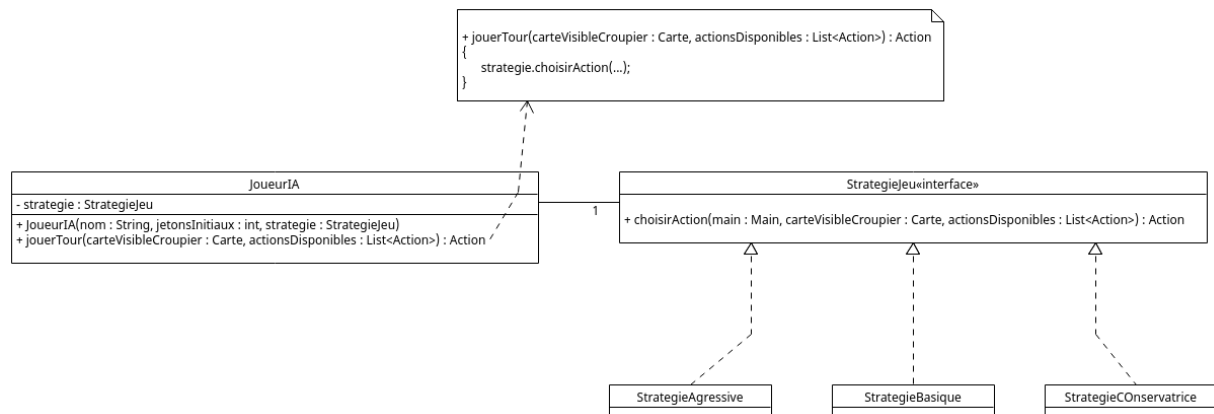 + jouerTour(carteVisibleCroupier : Carte, actionsDisponibles : List<Action>) : Action
{
strategie.choisirAction(...);
}
JoueurIA
- strategie : StrategieJeu
+ JoueurIA(nom : String, jetonsInitiaux : int, strategie : StrategieJeu)
+ jouerTour(carteVisibleCroupier : Carte, actionsDisponibles : List<Action>) : Action
1
StrategieJeu«interface»
+ choisirAction(main : Main, carteVisibleCroupier : Carte, actionsDisponibles : List<Action>) : Action
StrategieAgressive
StrategieBasique
StrategieCOnservatrice